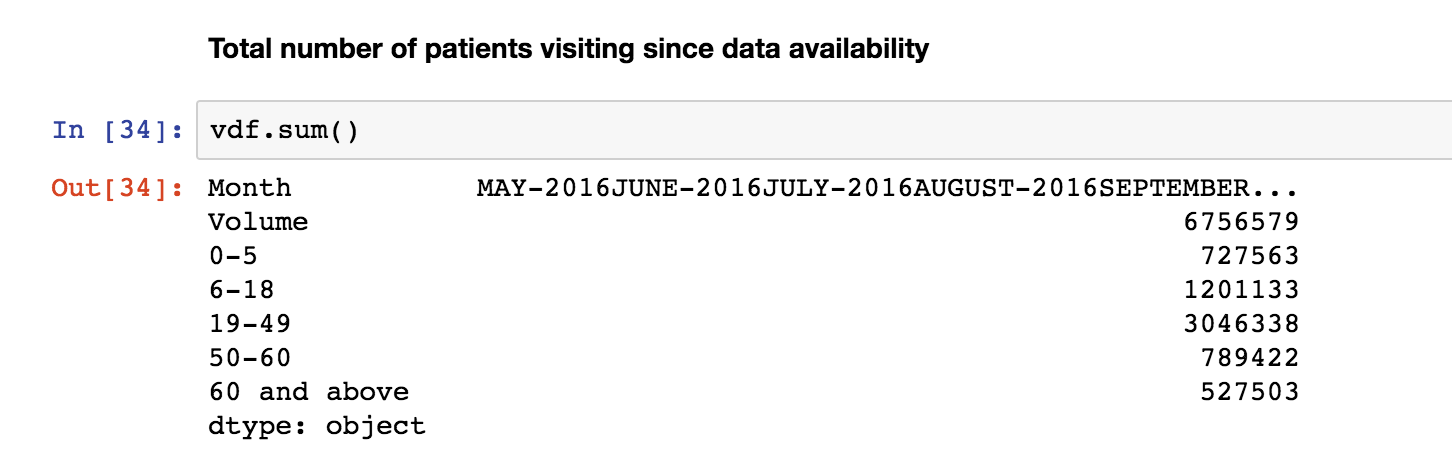 Total number of patients visiting since data availability
In [34]: vdf.sum()
Out[34]: Month MAY-2016JUNE-2016JULY-2016AUGUST-2016SEPTEMBER...
Volume 6756579
0-5 727563
6-18 1201133
19-49 3046338
50-60 789422
60 and above 527503
dtype: object